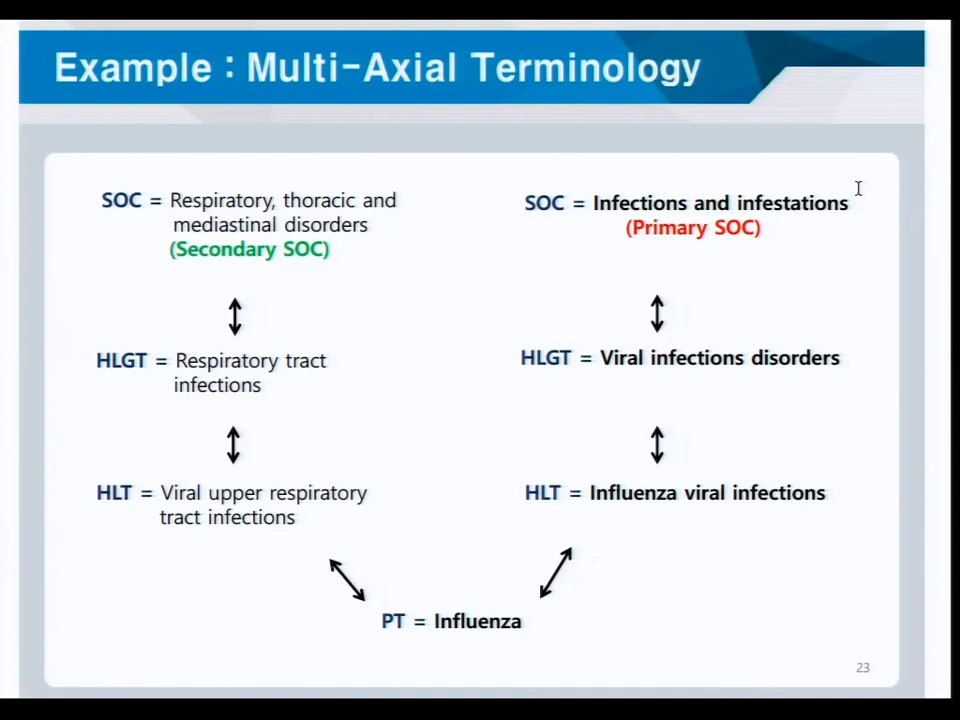 Example : Multi-Axial Terminology
SOC = Respiratory, thoracic and
mediastinal disorders
(Secondary SOC)
HLGT = Respiratory tract
infections
HLT = Viral upper respiratory
tract infections
SOC = Infections and infestations
(Primary SOC)
HLGT = Viral infections disorders
HLT = Influenza viral infections
PT = Influenza
23